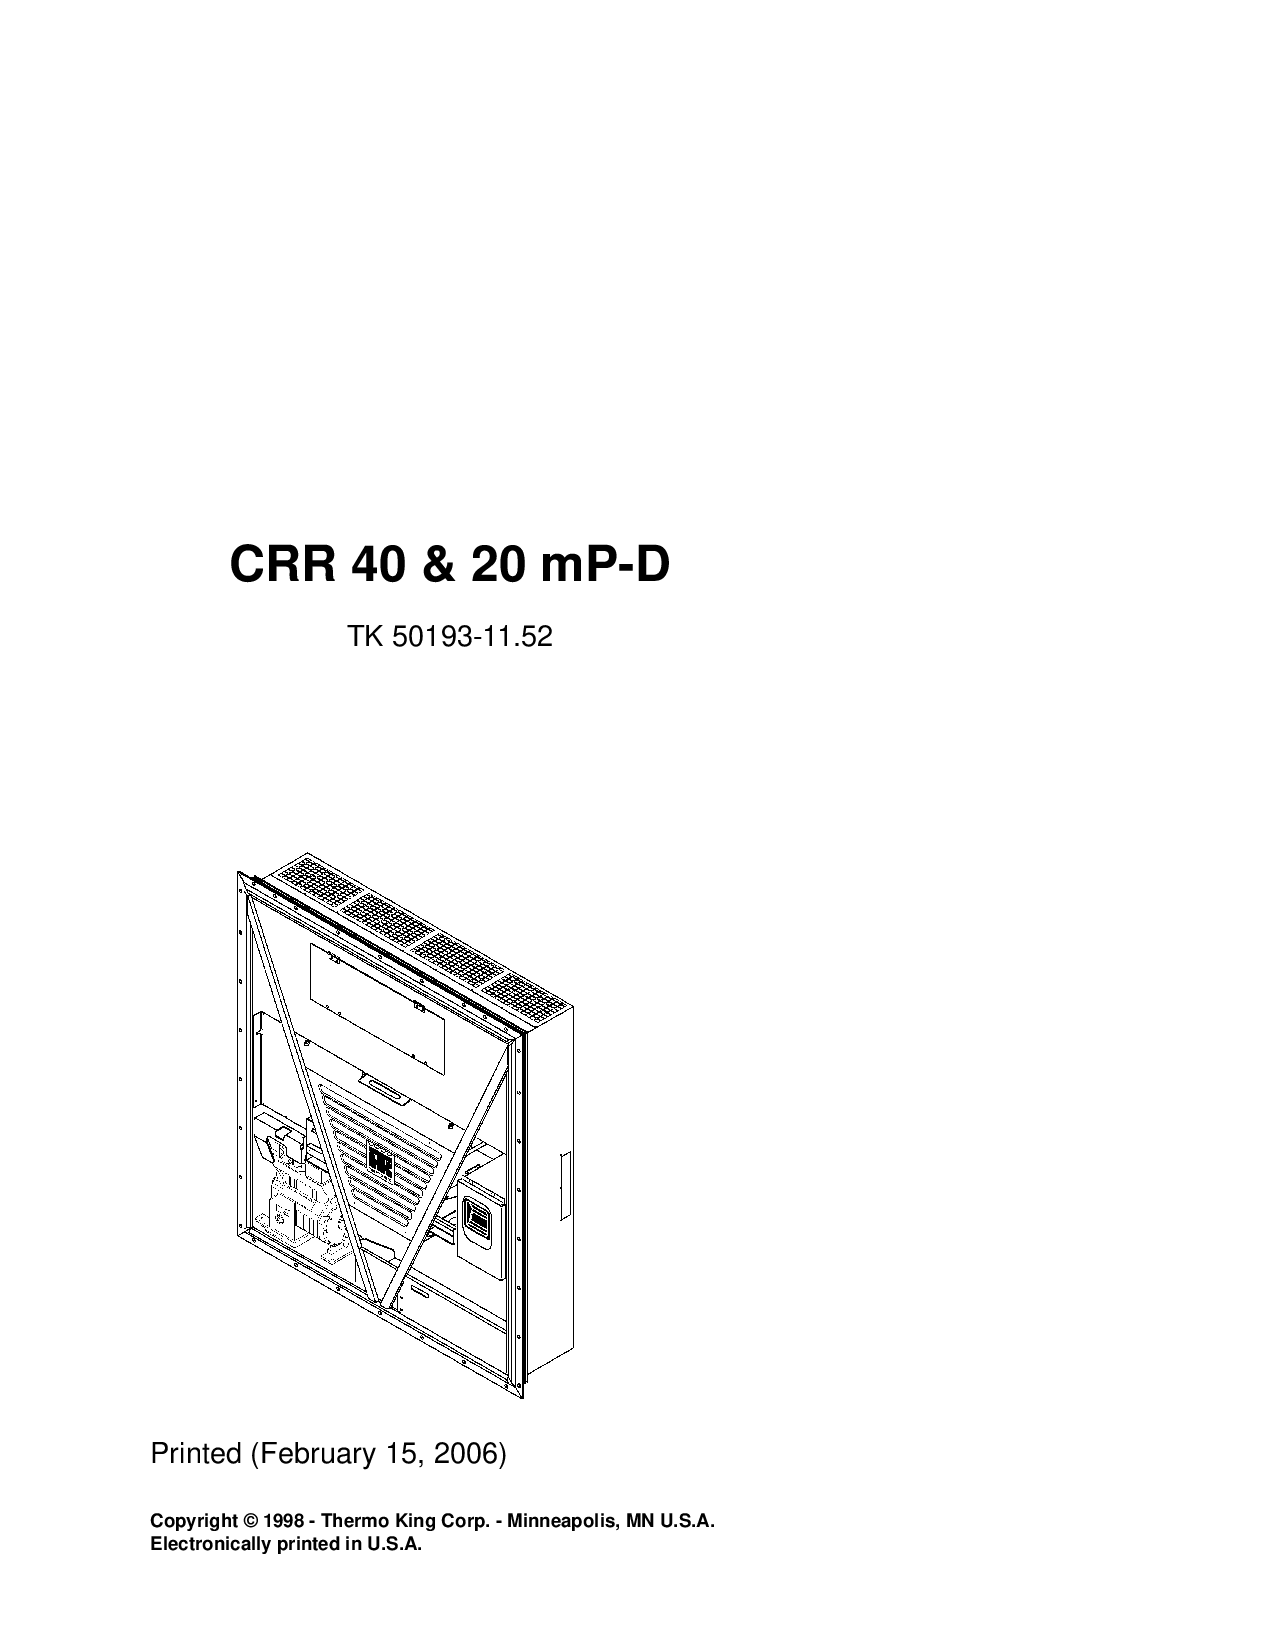 CRR 40 & 20 mP-D
TK 50193-11.52
Printed (February 15, 2006)
Copyright © 1998 - Thermo King Corp. - Minneapolis, MN U.S.A.
Electronically printed in U.S.A.